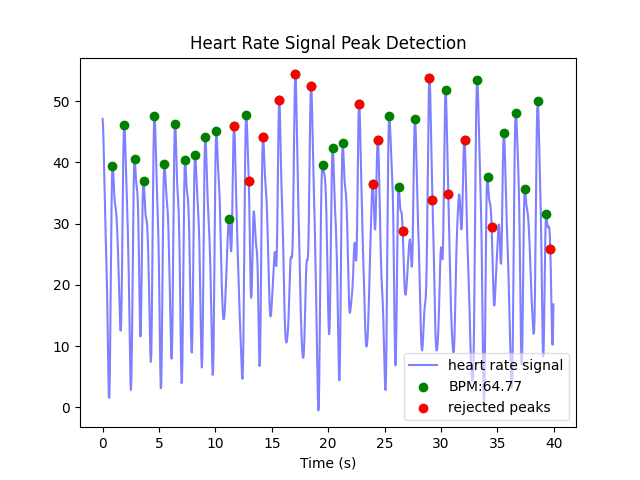 Heart Rate Signal Peak Detection
50
40
30
20
10
0
0 5 10 15 20 25 30 35 40
Time (s)
heart rate signal
BPM:64.77
rejected peaks